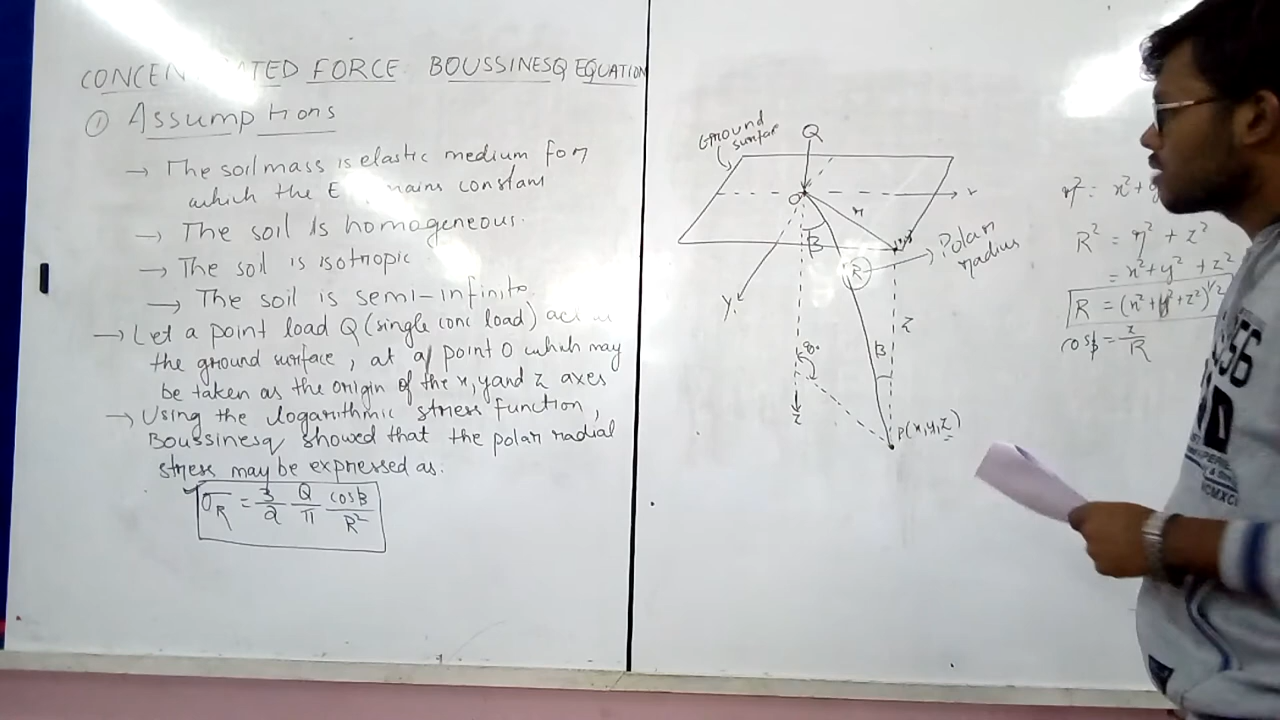 CONCEN TED FORCE: BOUSSINESQ EQUATION
① Assumptions
→ The soil mass is elastic medium for
which the E mains constant
→ The soil is homogeneous.
→ The soil is isotropic
→ The soil is semi-infinite.
→ Let a point load Q (single conc load) act
the ground surface, at a point O which may
be taken as the origin of the x, y and z axes
→ Using the logarithmic stress function,
Boussinesq showed that the polar radial
stress may be expressed as:
σR = 3/2 Q/π cosβ/R²
Ground
surface
Q
O
x
r
β
Polar
radius
R
y
z
β
z
P(x,y,z)
r² = x²+y
R² = r² + z²
= x²+y²+z²
R = (x²+y²+z²)^1/2
cosβ = z/R
56